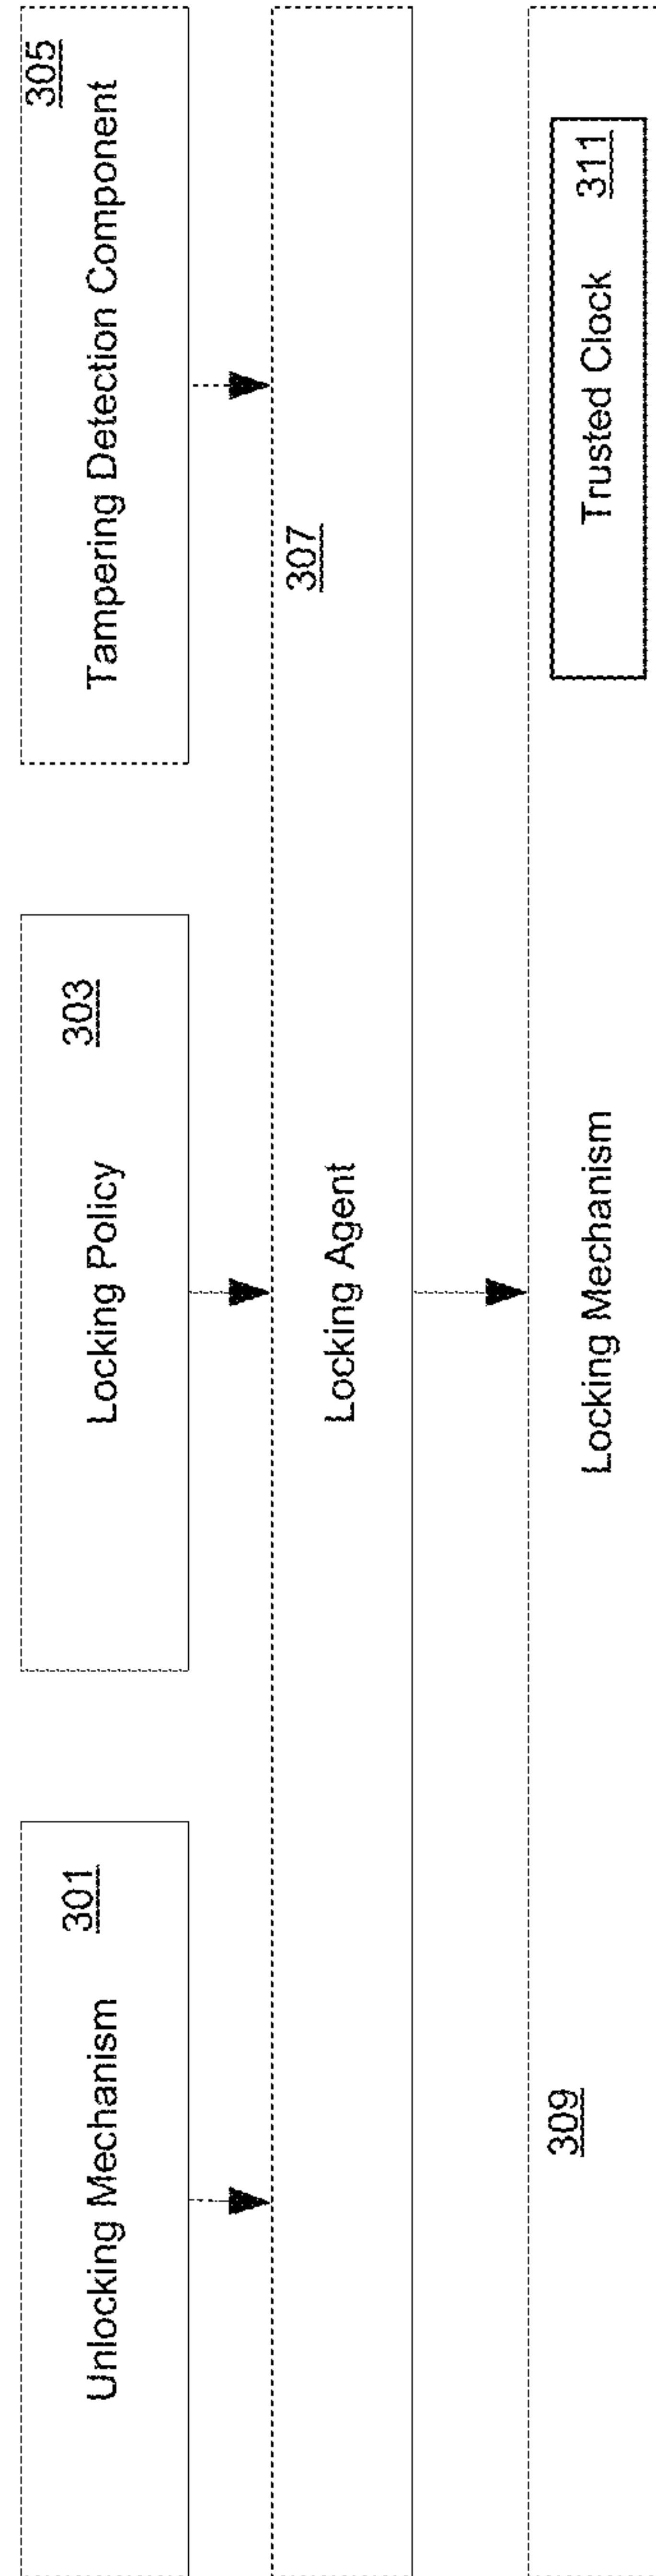 Unlocking Mechanism
301
Locking Policy
303
Tampering Detection Component
305
Locking Agent
307
Locking Mechanism
309
Trusted Clock
311